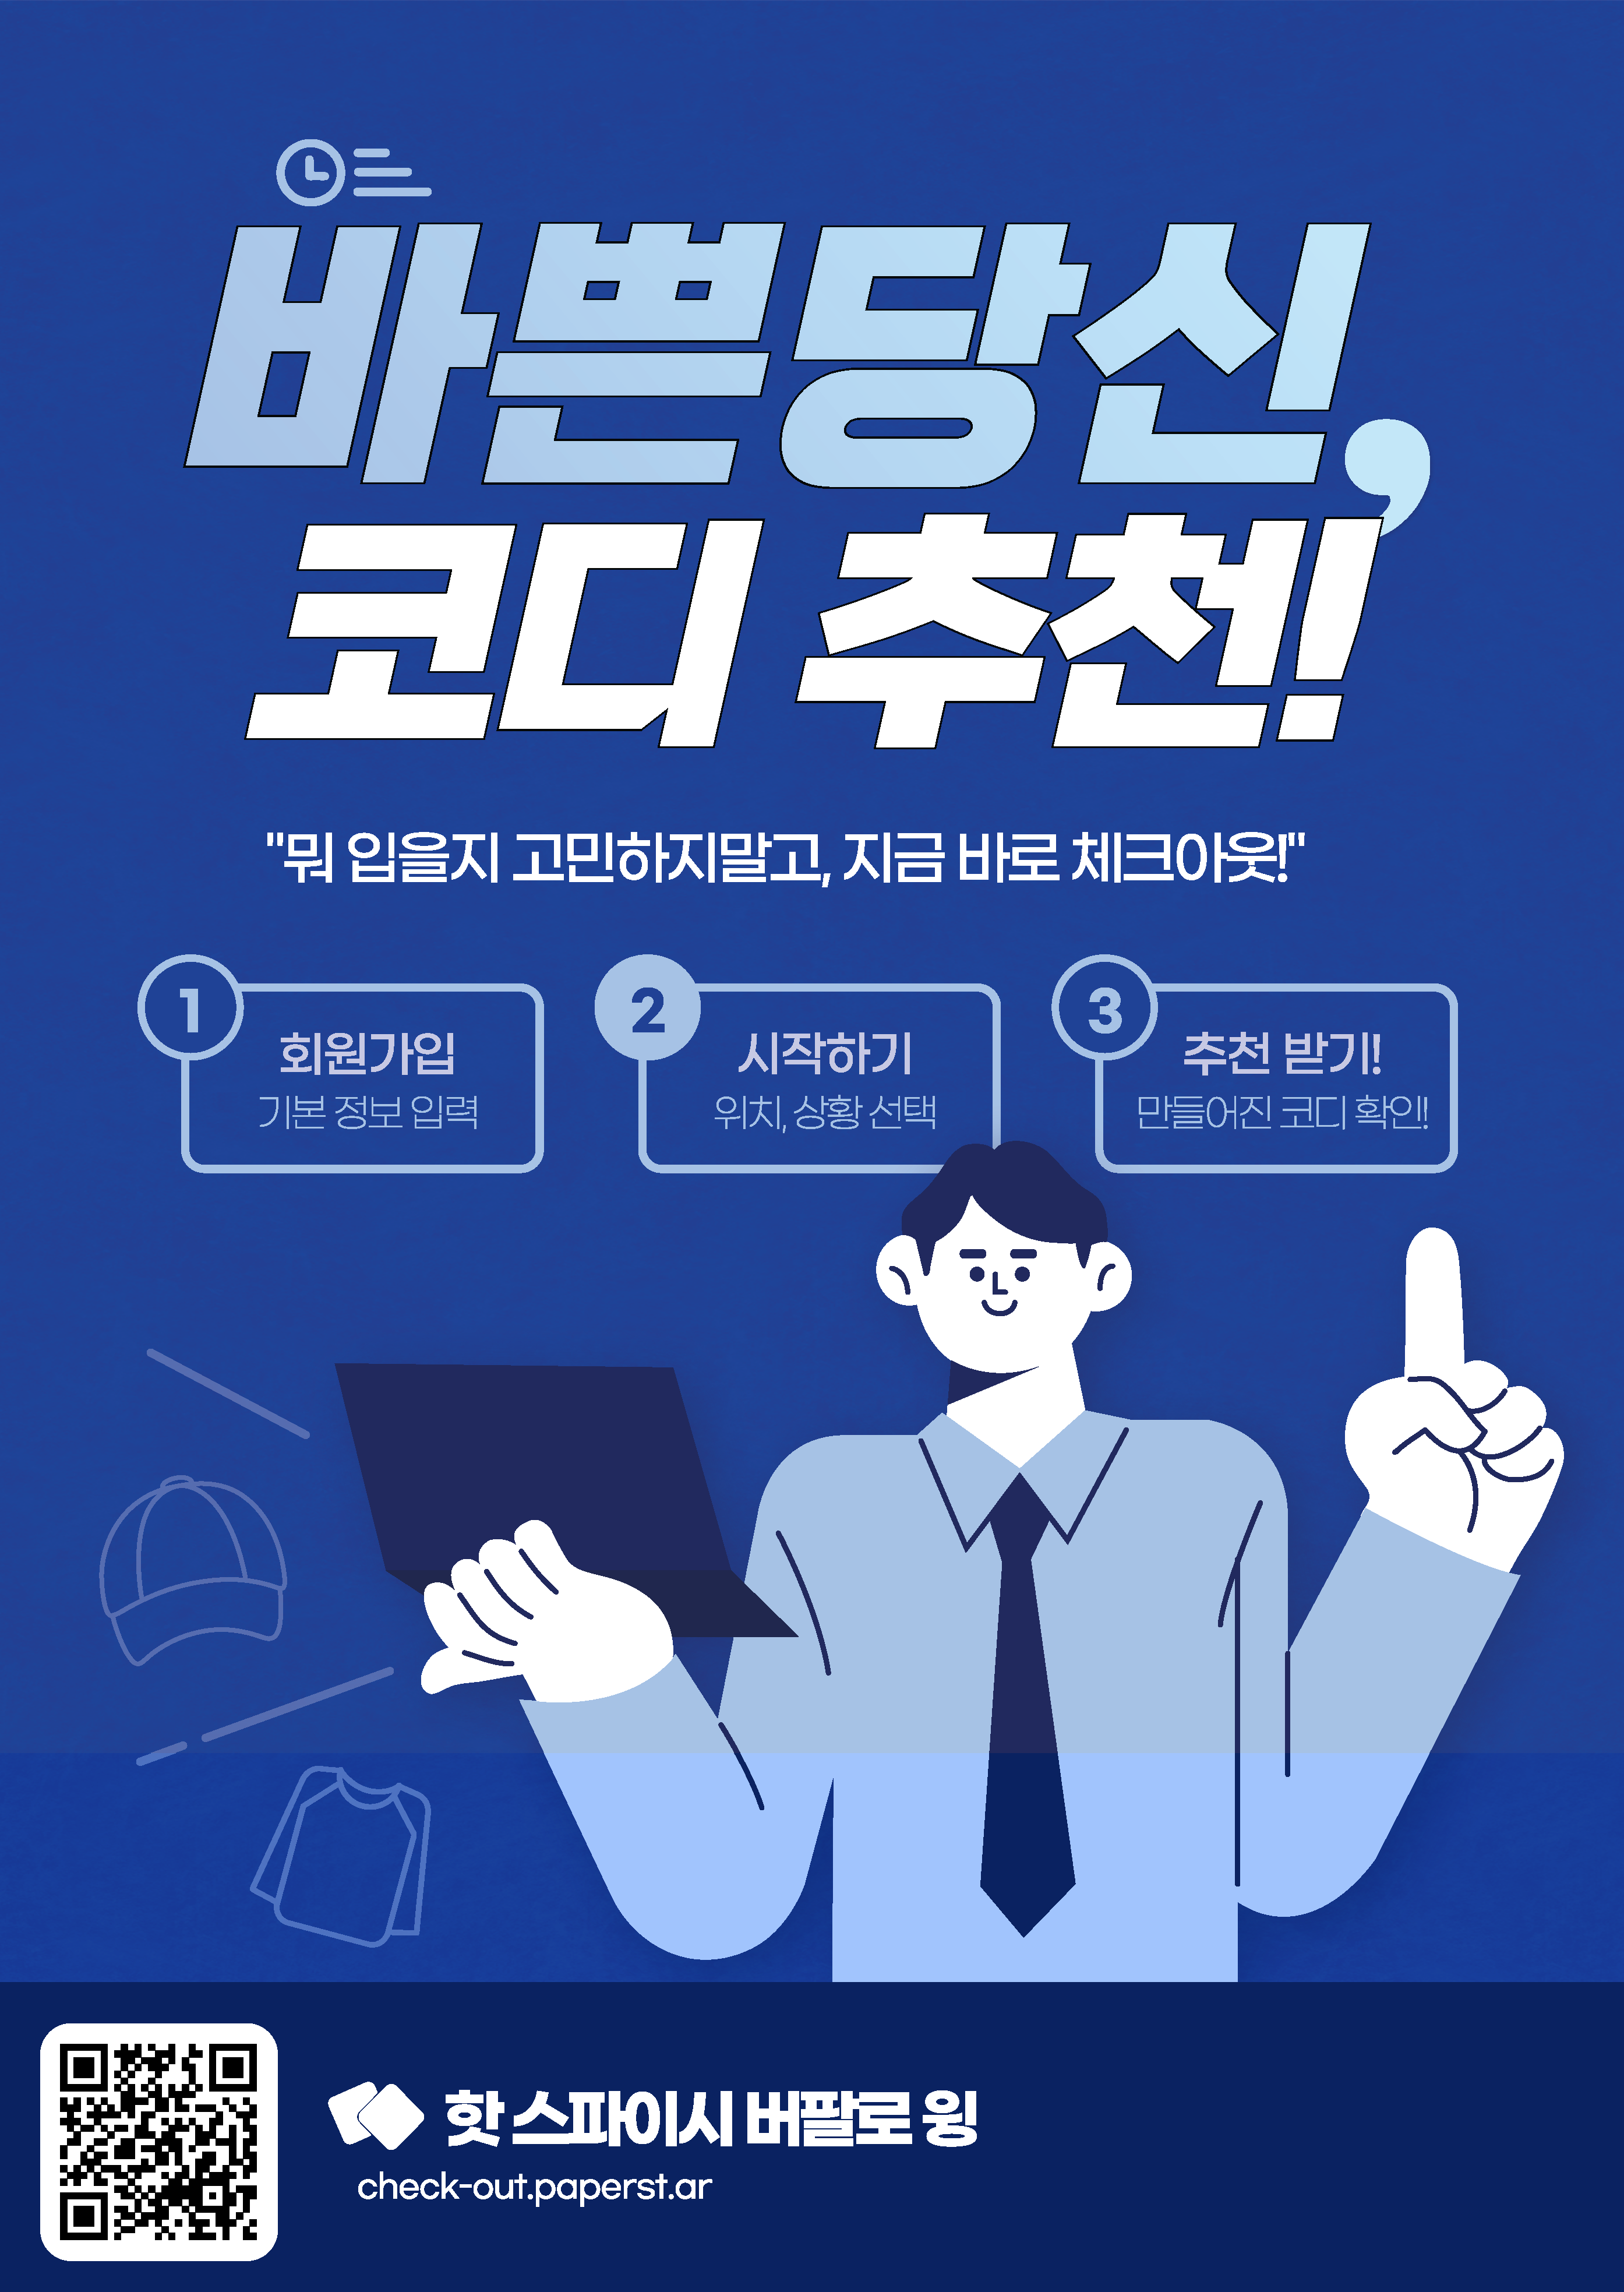 바쁜당신,
코디 추천!
"뭐 입을지 고민하지말고, 지금 바로 체크아웃!"
1
회원가입
기본 정보 입력
2
시작하기
위치, 상황 선택
3
추천 받기!
만들어진 코디 확인!
핫 스파이시 버팔로 윙
check-out.paperst.ar